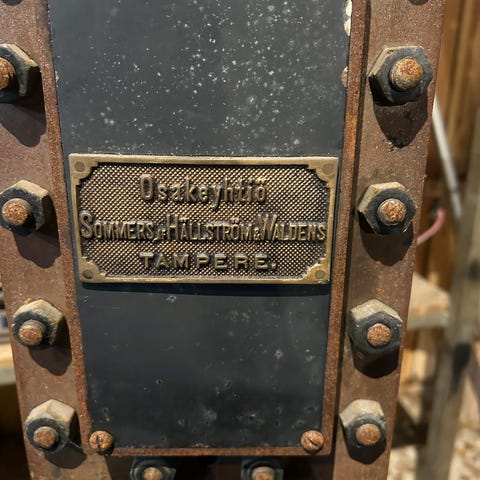 Osakeyhtiö
SOMMERS,af HÄLLSTRÖM & WALDENS
TAMPERE.